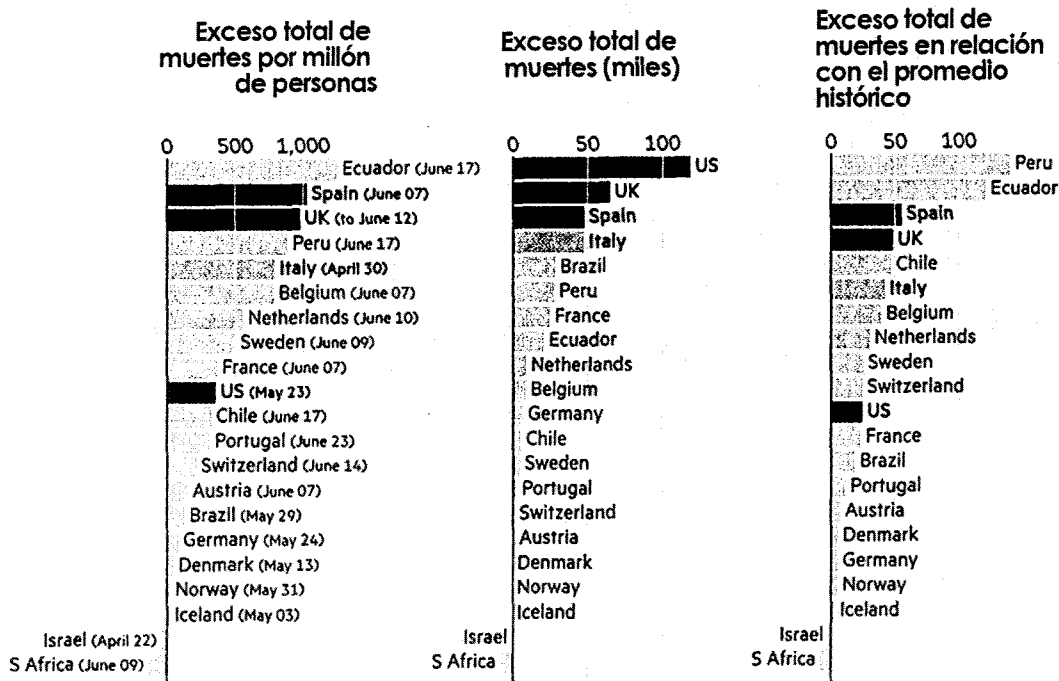 Exceso total de
muertes por millón
de personas
0 500 1,000
Ecuador (June 17)
Spain (June 07)
UK (to June 12)
Peru (June 17)
Italy (April 30)
Belgium (June 07)
Netherlands (June 10)
Sweden (June 09)
France (June 07)
US (May 23)
Chile (June 17)
Portugal (June 23)
Switzerland (June 14)
Austria (June 07)
Brazil (May 29)
Germany (May 24)
Denmark (May 13)
Norway (May 31)
Iceland (May 03)
Israel (April 22)
S Africa (June 09)
Exceso total de
muertes (miles)
0 50 100
US
UK
Spain
Italy
Brazil
Peru
France
Ecuador
Netherlands
Belgium
Germany
Chile
Sweden
Portugal
Switzerland
Austria
Denmark
Norway
Iceland
Israel
S Africa
Exceso total de
muertes en relación
con el promedio
histórico
0 50 100
Peru
Ecuador
Spain
UK
Chile
Italy
Belgium
Netherlands
Sweden
Switzerland
US
France
Brazil
Portugal
Austria
Denmark
Germany
Norway
Iceland
Israel
S Africa